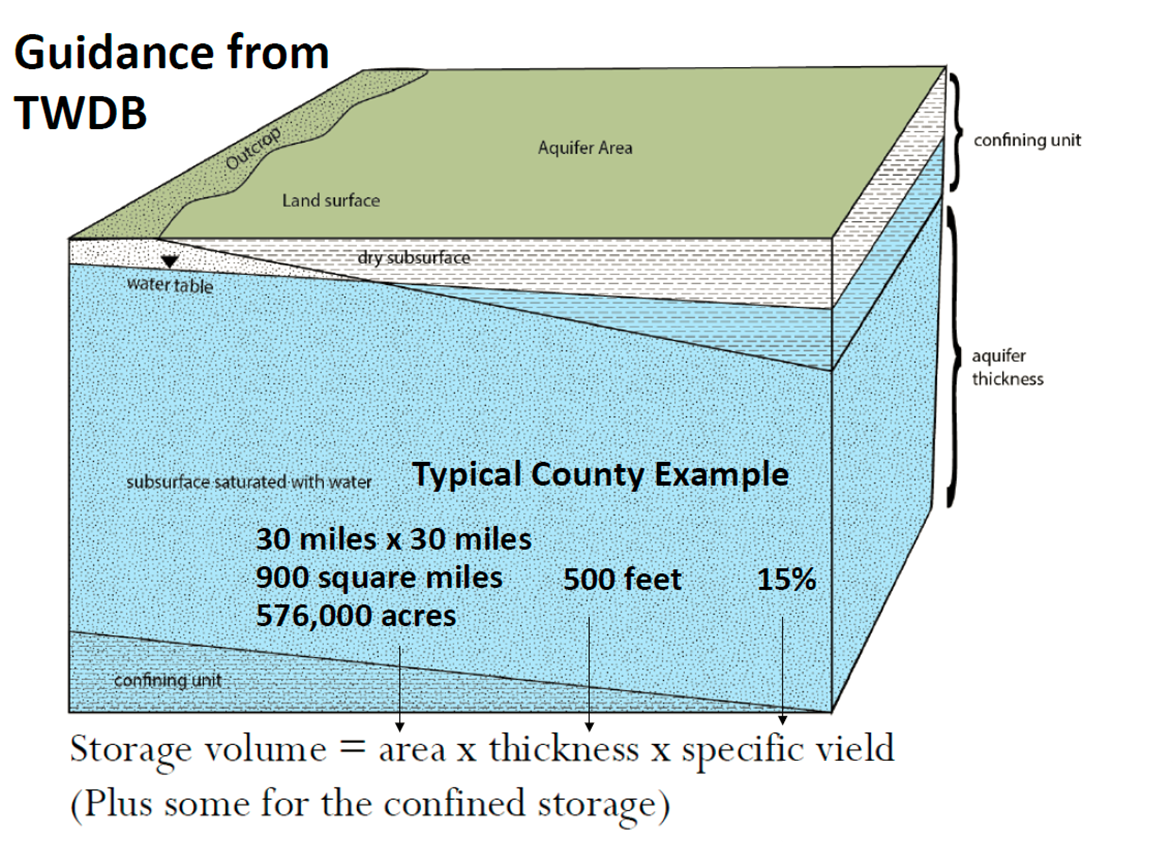 Guidance from
TWDB
Outcrop
Aquifer Area
Land surface
confining unit
dry subsurface
water table
aquifer
thickness
subsurface saturated with water
Typical County Example
30 miles x 30 miles
900 square miles
576,000 acres
500 feet
15%
confining unit
Storage volume = area x thickness x specific yield
(Plus some for the confined storage)